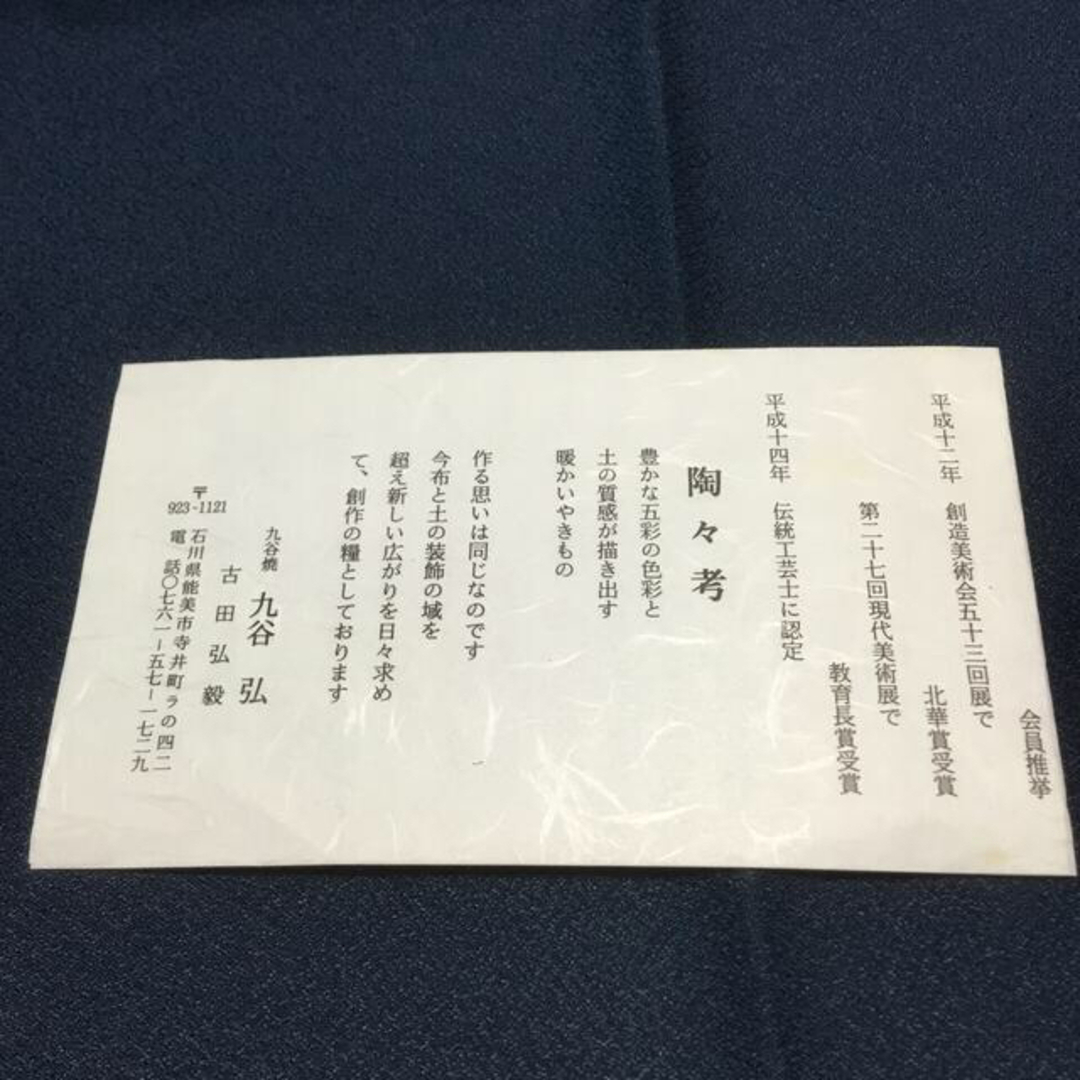 会員推挙
平成十二年　創造美術会五十三回展で
北華賞受賞
第二十七回現代美術展で
教育長賞受賞
平成十四年　伝統工芸士に認定
陶々考
豊かな五彩の色彩と
土の質感が描き出す
暖かいやきもの
作る思いは同じなのです
今布と土の装飾の域を
超え新しい広がりを日々求め
て、創作の糧としております
九谷焼　九谷　弘
古田弘毅
〒923-1121
石川県能美市寺井町ラの四二
電　話〇七六一−五七−一七二九